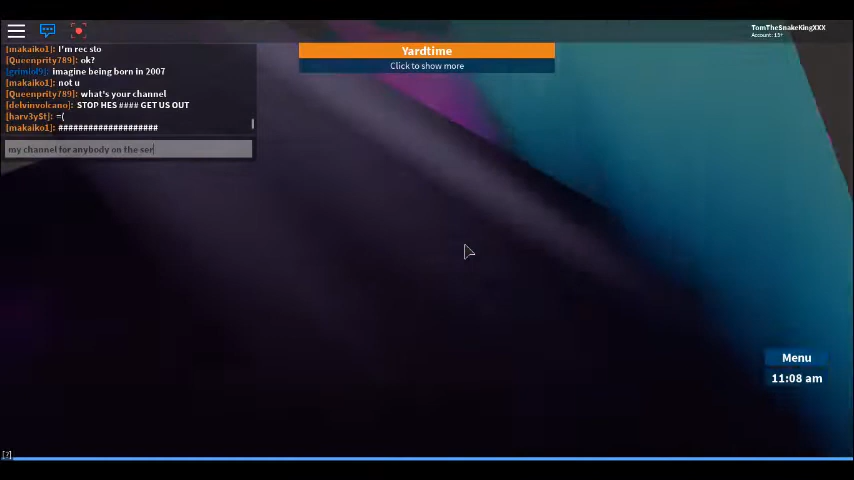 TomTheSnakeKingXXX
Account: 13+
Yardtime
Click to show more
[makaiko1]: I'm rec sto
[Queenprity789]: ok?
[grimlol9]: imagine being born in 2007
[makaiko1]: not u
[Queenprity789]: what's your channel
[delvinvolcano]: STOP HES #### GET US OUT
[harv3ySt]: =(
[makaiko1]: ####################
my channel for anybody on the ser
Menu
11:08 am
[?]